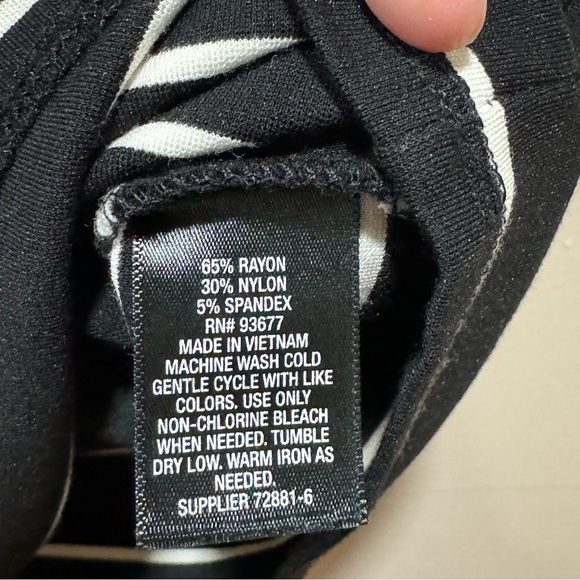 65% RAYON
30% NYLON
5% SPANDEX
RN# 93677
MADE IN VIETNAM
MACHINE WASH COLD
GENTLE CYCLE WITH LIKE
COLORS. USE ONLY
NON-CHLORINE BLEACH
WHEN NEEDED. TUMBLE
DRY LOW. WARM IRON AS
NEEDED.
SUPPLIER 72881-6